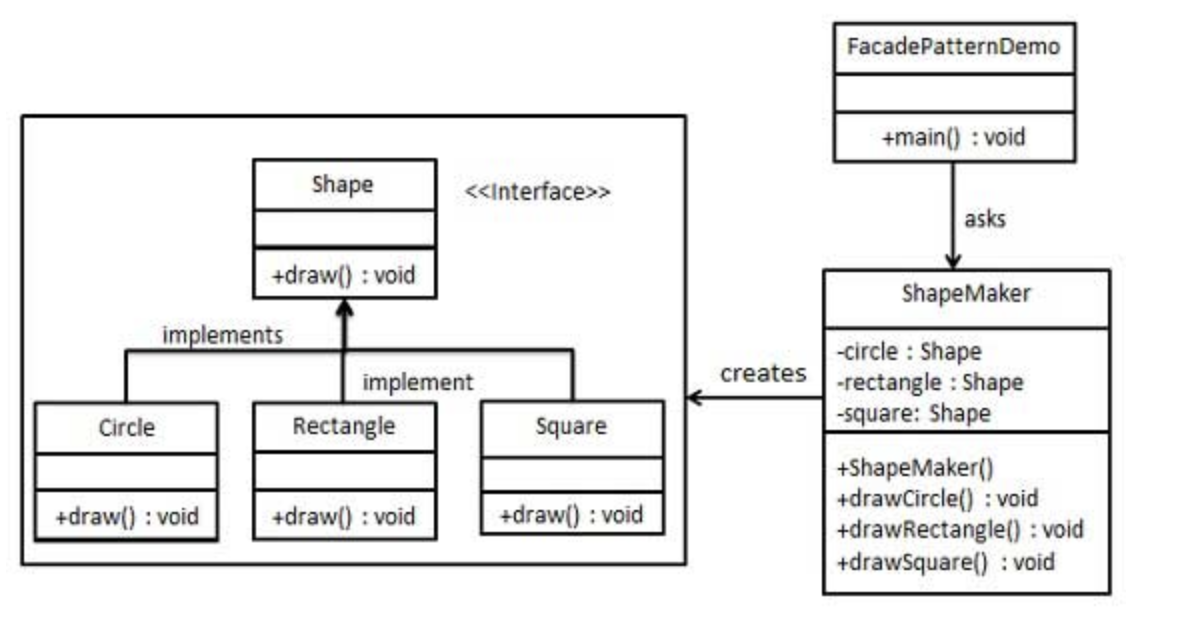 FacadePatternDemo
+main() : void
asks
Shape
<<Interface>>
+draw() : void
implements
implement
Circle
+draw() : void
Rectangle
+draw() : void
Square
+draw() : void
creates
ShapeMaker
-circle : Shape
-rectangle : Shape
-square: Shape
+ShapeMaker()
+drawCircle() : void
+drawRectangle() : void
+drawSquare() : void